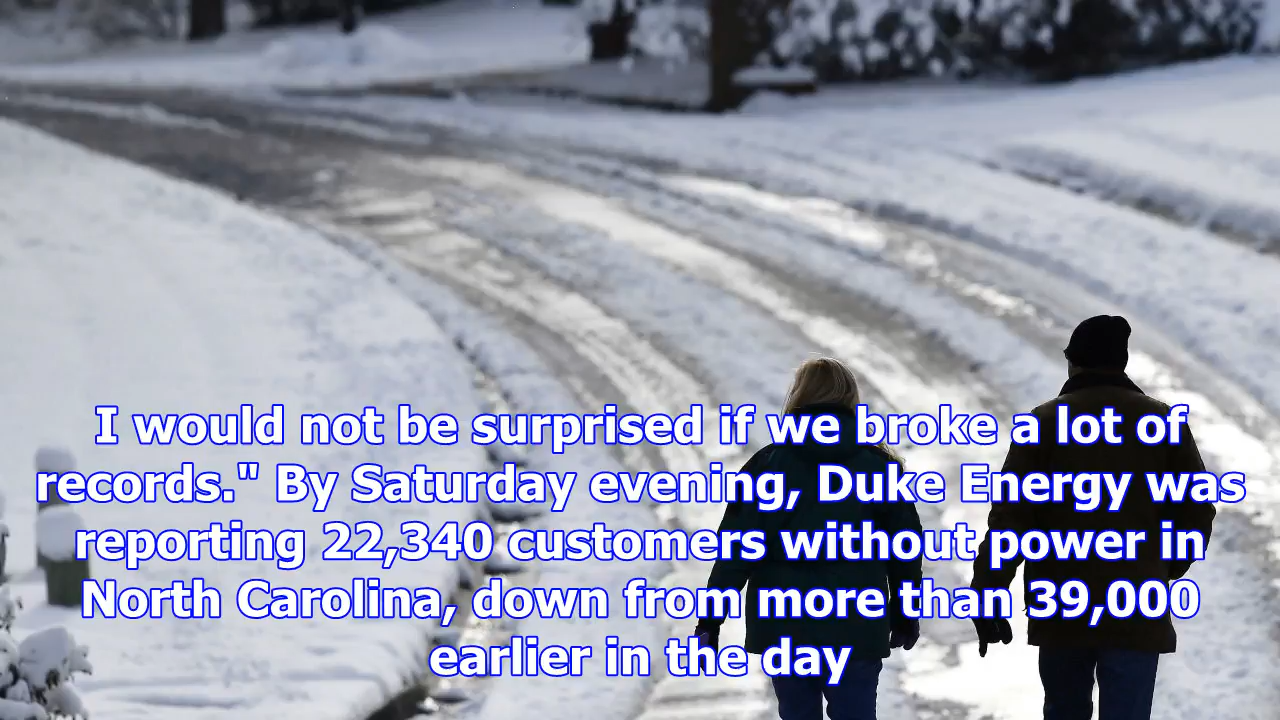 I would not be surprised if we broke a lot of
records." By Saturday evening, Duke Energy was
reporting 22,340 customers without power in
North Carolina, down from more than 39,000
earlier in the day